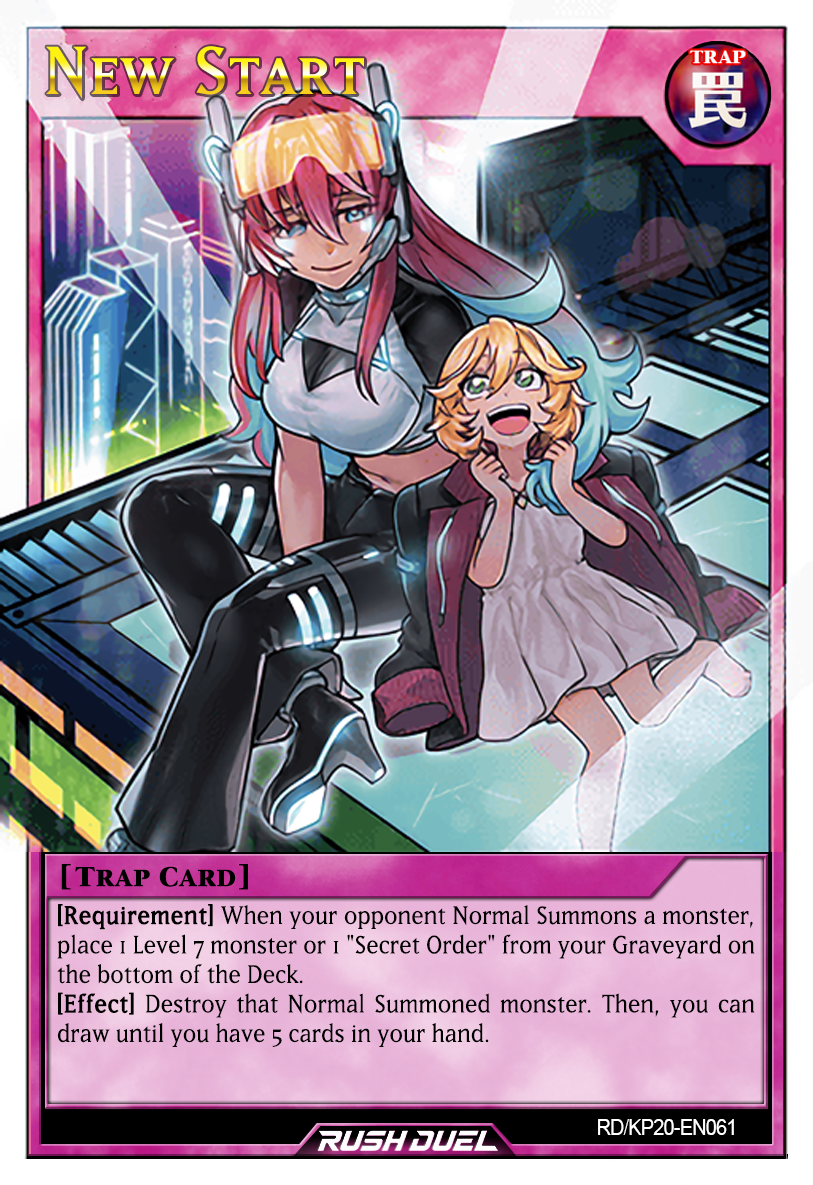 New Start
TRAP
罠
[Trap Card]
[Requirement] When your opponent Normal Summons a monster,
place 1 Level 7 monster or 1 "Secret Order" from your Graveyard on
the bottom of the Deck.
[Effect] Destroy that Normal Summoned monster. Then, you can
draw until you have 5 cards in your hand.
RD/KP20-EN061
RUSH DUEL